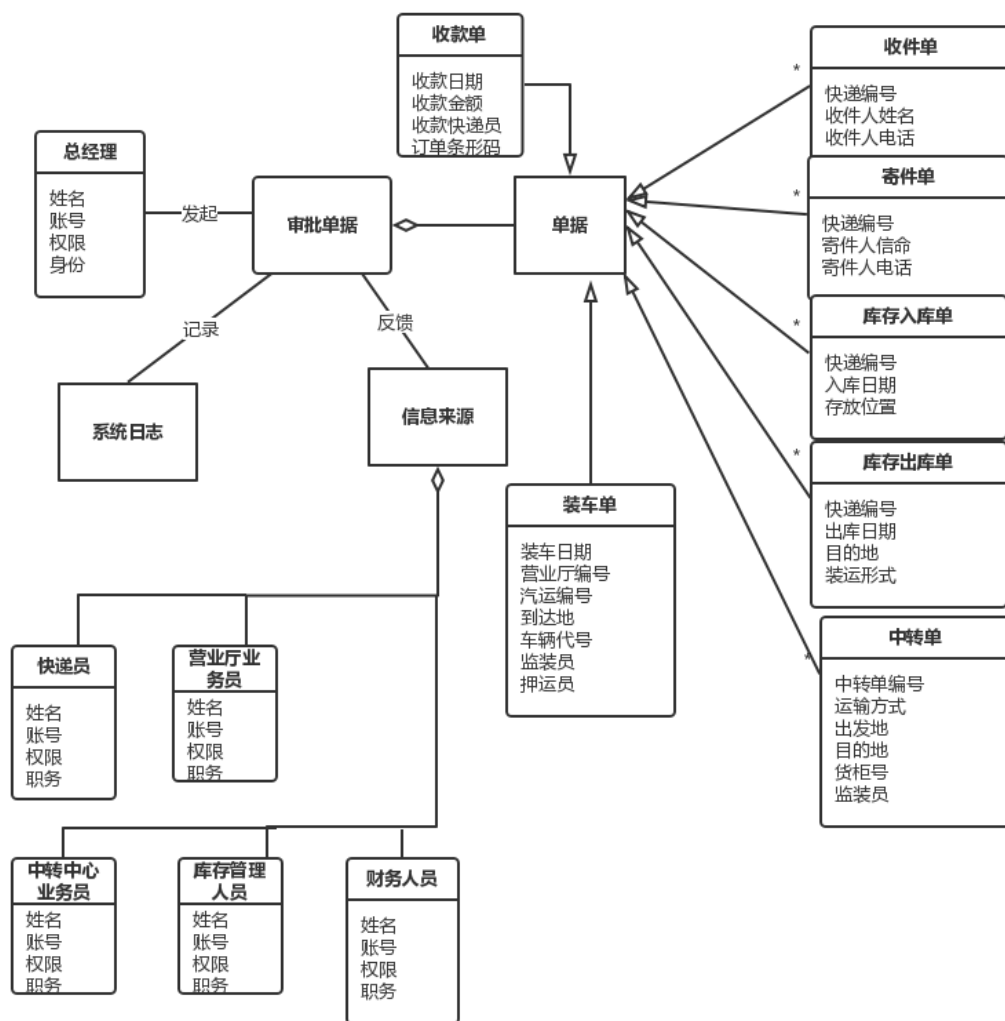 收款单
收款日期
收款金额
收款快递员
订单条形码
收件单
快递编号
收件人姓名
收件人电话
*
总经理
姓名
账号
权限
身份
发起
审批单据
单据
寄件单
快递编号
寄件人信命
寄件人电话
*
记录
反馈
库存入库单
快递编号
入库日期
存放位置
*
系统日志
信息来源
库存出库单
快递编号
出库日期
目的地
装运形式
*
装车单
装车日期
营业厅编号
汽运编号
到达地
车辆代号
监装员
押运员
中转单
中转单编号
运输方式
出发地
目的地
货柜号
监装员
*
快递员
姓名
账号
权限
职务
营业厅业
务员
姓名
账号
权限
职务
中转中心
业务员
姓名
账号
权限
职务
库存管理
人员
姓名
账号
权限
职务
财务人员
姓名
账号
权限
职务